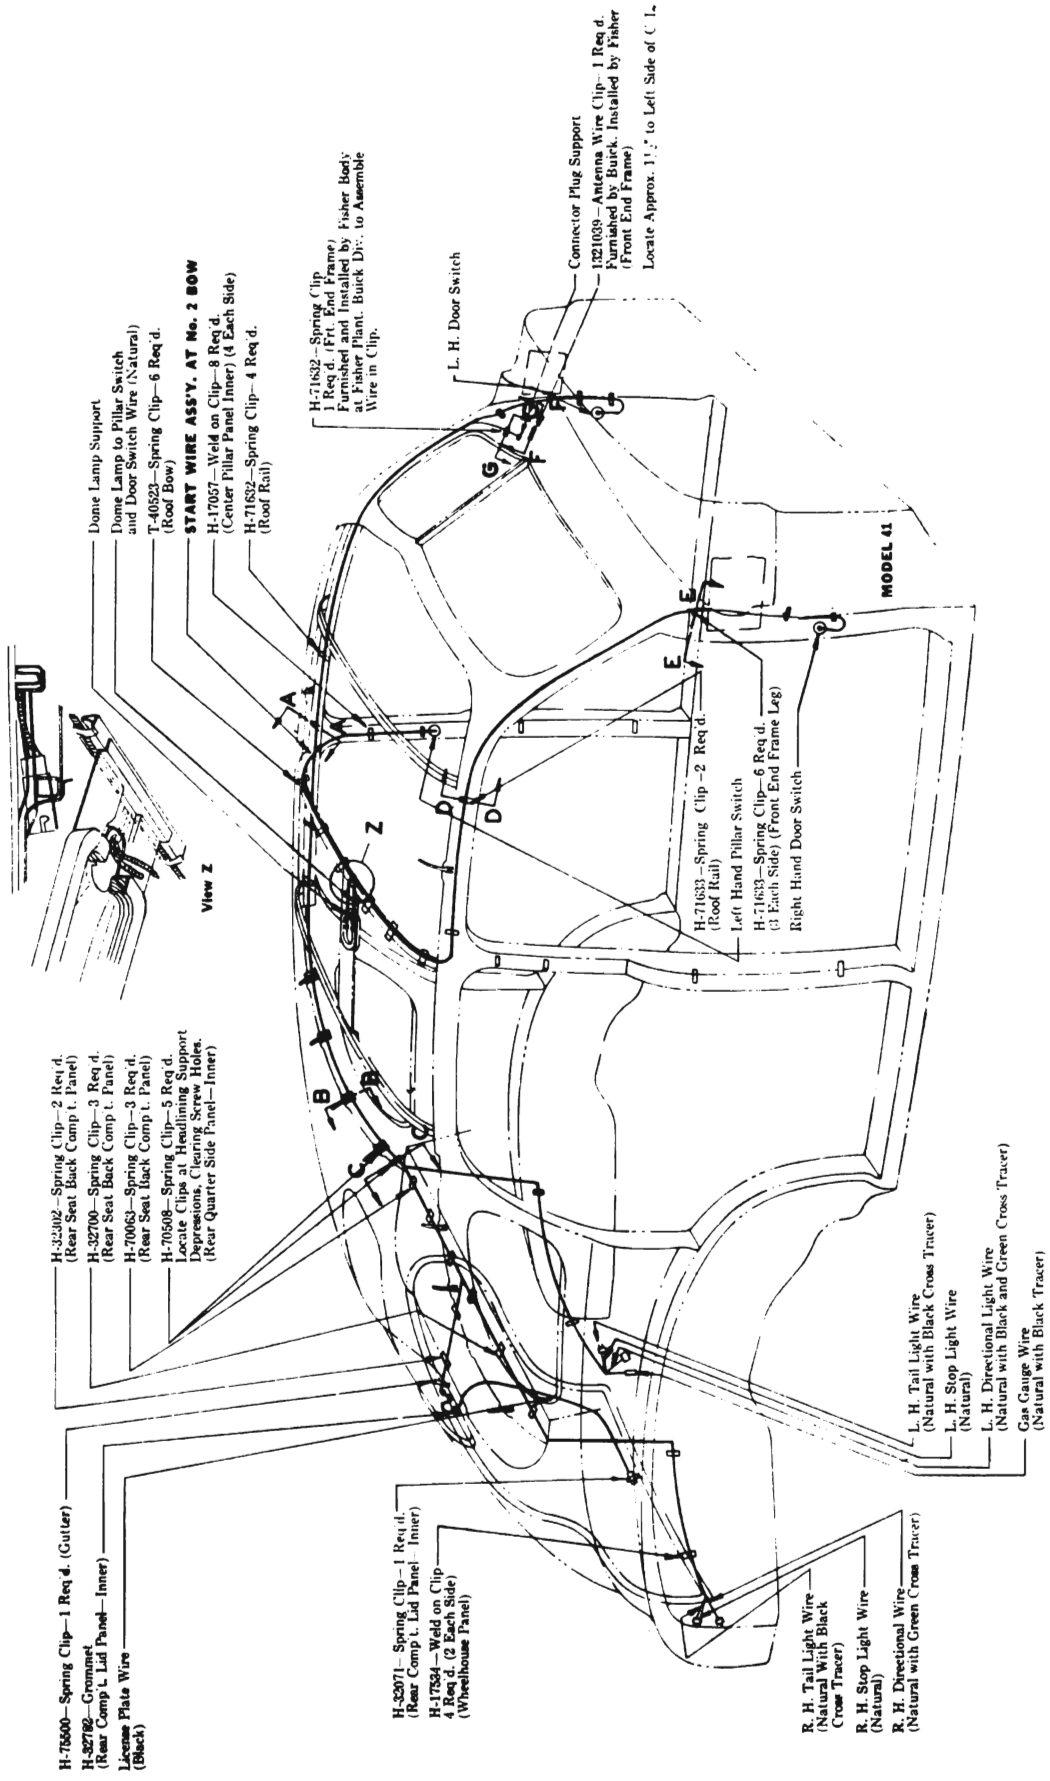 H-75500—Spring Clip—1 Req'd. (Gutter)
H-32782—Grommet
(Rear Comp't. Lid Panel—Inner)
License Plate Wire
(Black)
H-32302—Spring Clip—2 Req'd.
(Rear Seat Back Comp't. Panel)
H-32700—Spring Clip—3 Req'd.
(Rear Seat Back Comp't. Panel)
H-70063—Spring Clip—3 Req'd.
(Rear Seat Back Comp't. Panel)
H-70508—Spring Clip—5 Req'd.
Locate Clips at Headlining Support
Depressions, Clearing Screw Holes.
(Rear Quarter Side Panel—Inner)
View Z
Dome Lamp Support
Dome Lamp to Pillar Switch
and Door Switch Wire (Natural)
T-40523—Spring Clip—6 Req'd.
(Roof Bow)
START WIRE ASS'Y. AT No. 2 BOW
H-17057—Weld on Clip—8 Req'd.
(Center Pillar Panel Inner) (4 Each Side)
H-71632—Spring Clip—4 Req'd.
(Roof Rail)
H-71632—Spring Clip
1 Req'd. (Frt. End Frame)
Furnished and Installed by Fisher Body
at Fisher Plant. Buick Div. to Assemble
Wire in Clip.
L. H. Door Switch
Connector Plug Support
1321039—Antenna Wire Clip—1 Req'd.
Furnished by Buick. Installed by Fisher
(Front End Frame)
Locate Approx. to Left Side of C L
A
A
B
B
C
C
Z
D
D
E
E
F
F
G
H-32071—Spring Clip—1 Req'd.
(Rear Comp't. Lid Panel—Inner)
H-17534—Weld on Clip
4 Req'd. (2 Each Side)
(Wheelhouse Panel)
H-71633—Spring Clip—2 Req'd.
(Roof Rail)
Left Hand Pillar Switch
H-71633—Spring Clip—6 Req'd.
(3 Each Side) (Front End Frame Leg)
Right Hand Door Switch
MODEL 41
R. H. Tail Light Wire
(Natural With Black
Cross Tracer)
R. H. Stop Light Wire
(Natural)
R. H. Directional Wire
(Natural with Green Cross Tracer)
L. H. Tail Light Wire
(Natural with Black Cross Tracer)
L. H. Stop Light Wire
(Natural)
L. H. Directional Light Wire
(Natural with Black and Green Cross Tracer)
Gas Gauge Wire
(Natural with Black Tracer)